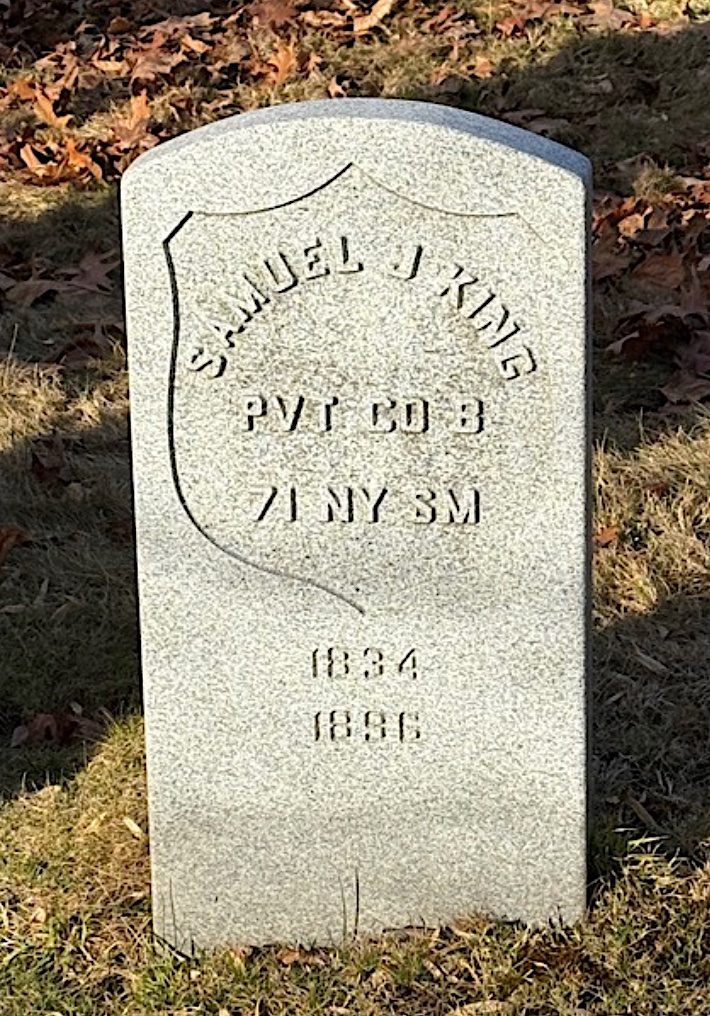 SAMUEL J KING
PVT CO B
71 NY SM
1834
1896